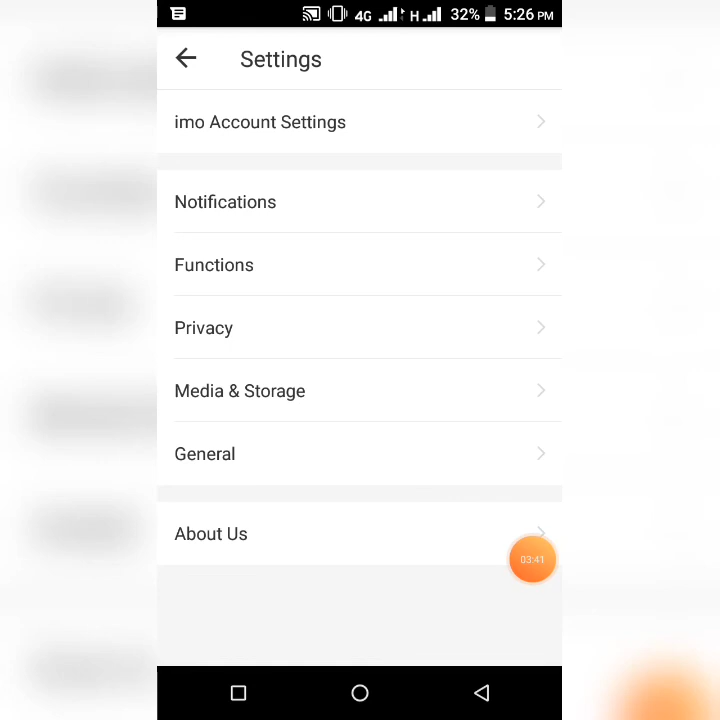 4G H 32% 5:26 PM
Settings
imo Account Settings
Notifications
Functions
Privacy
Media & Storage
General
About Us
03:41